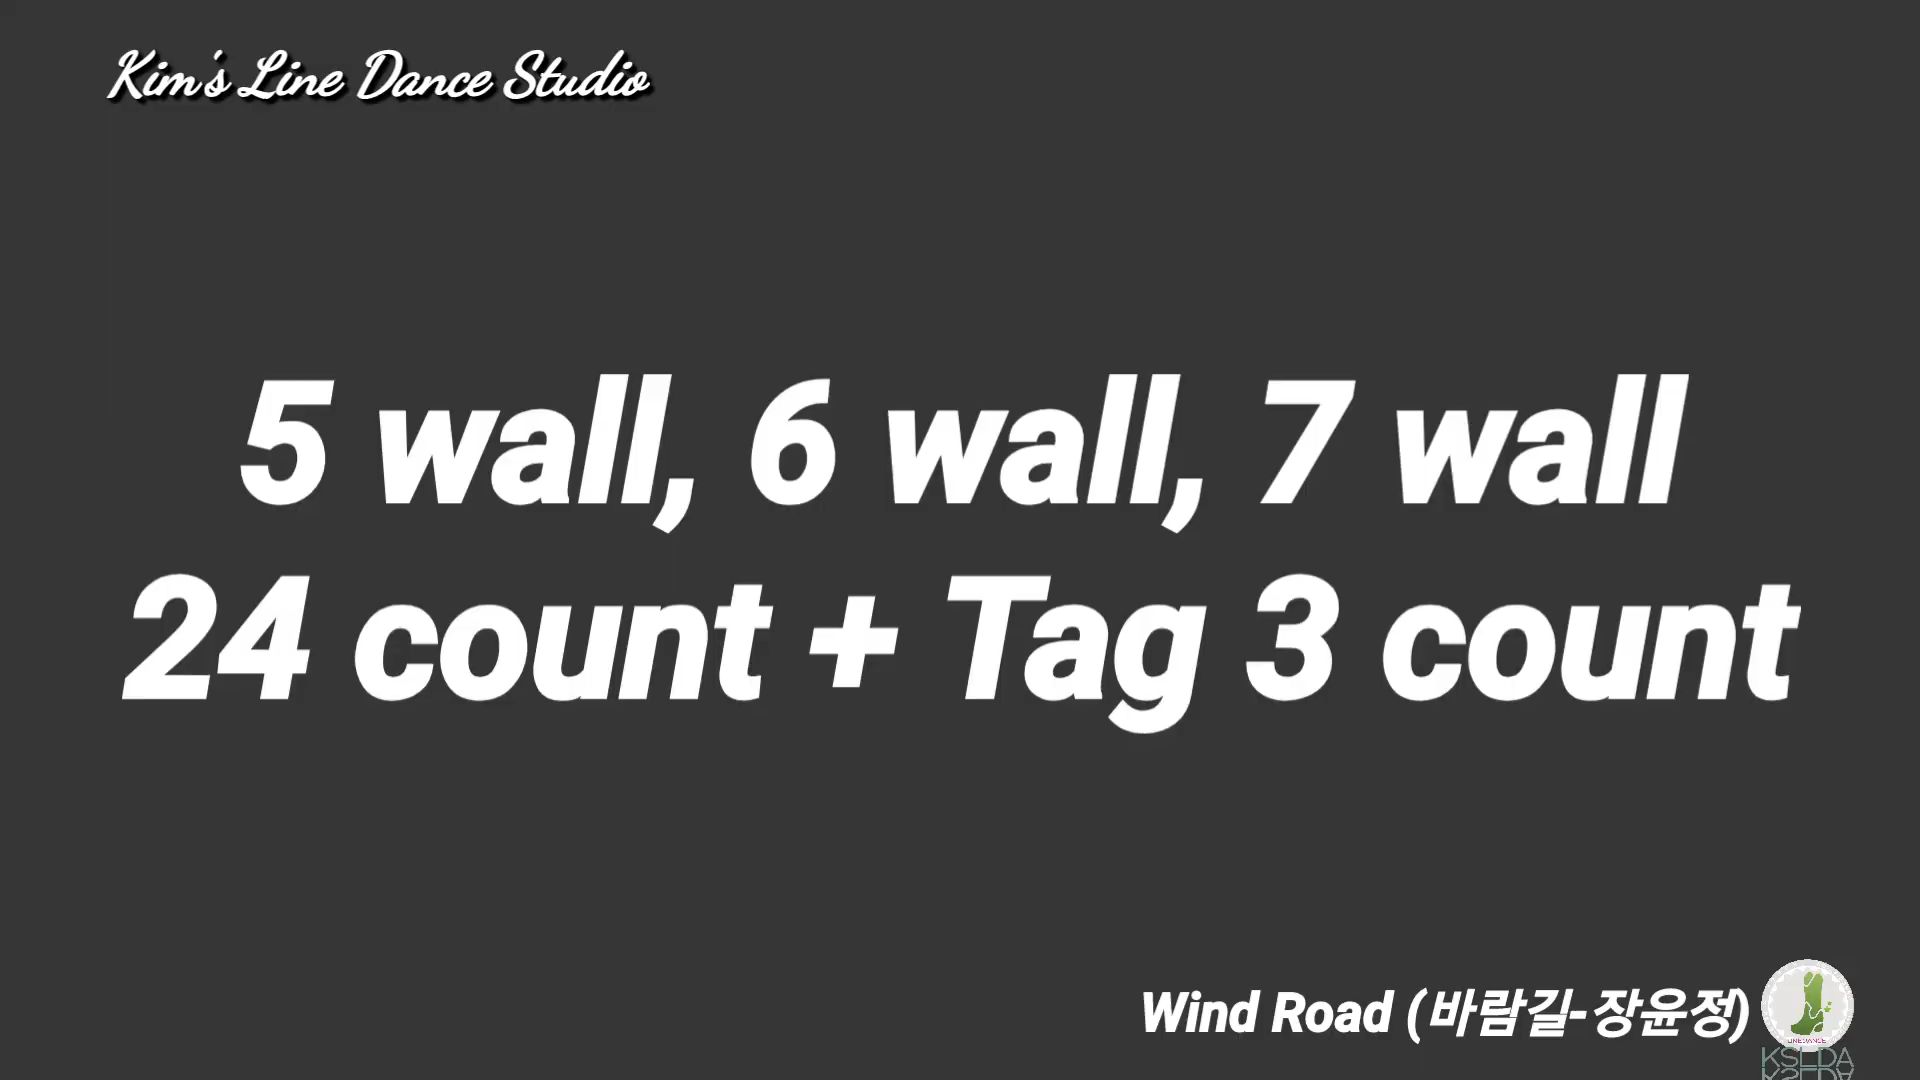 Kim's Line Dance Studio
5 wall, 6 wall, 7 wall
24 count + Tag 3 count
Wind Road (바람길-장윤정)
LINEDANCE
KSLDA